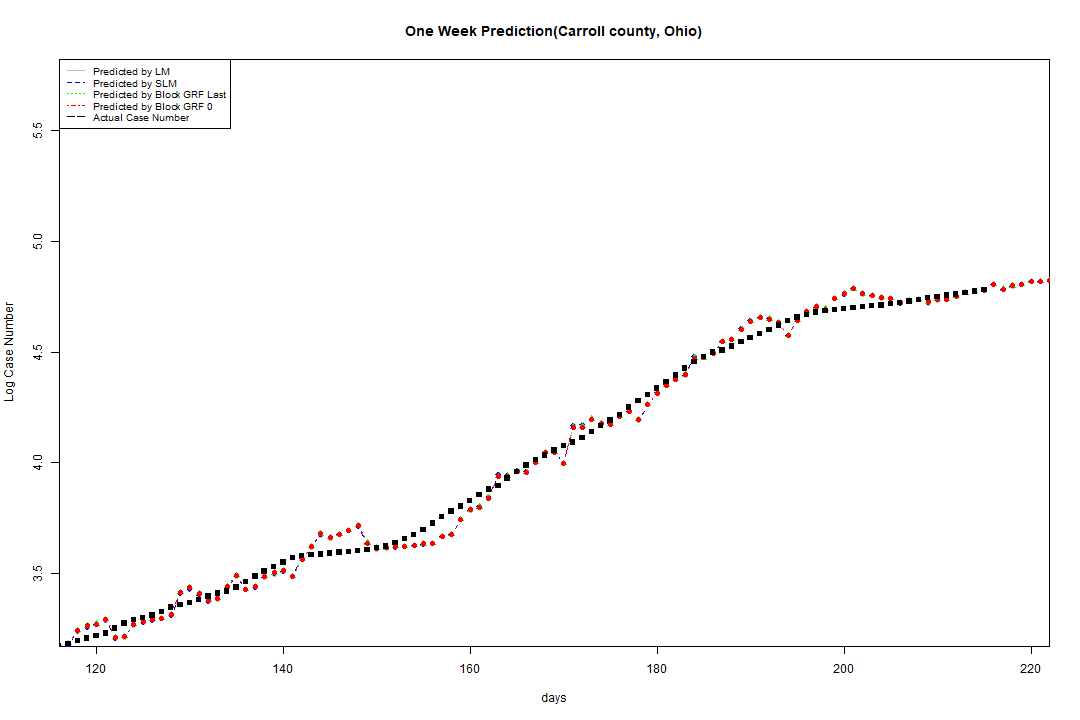 One Week Prediction(Carroll county, Ohio)
Predicted by LM
Predicted by SLM
Predicted by Block GRF Last
Predicted by Block GRF 0
Actual Case Number
5.5
5.0
4.5
4.0
3.5
Log Case Number
120 140 160 180 200 220
days